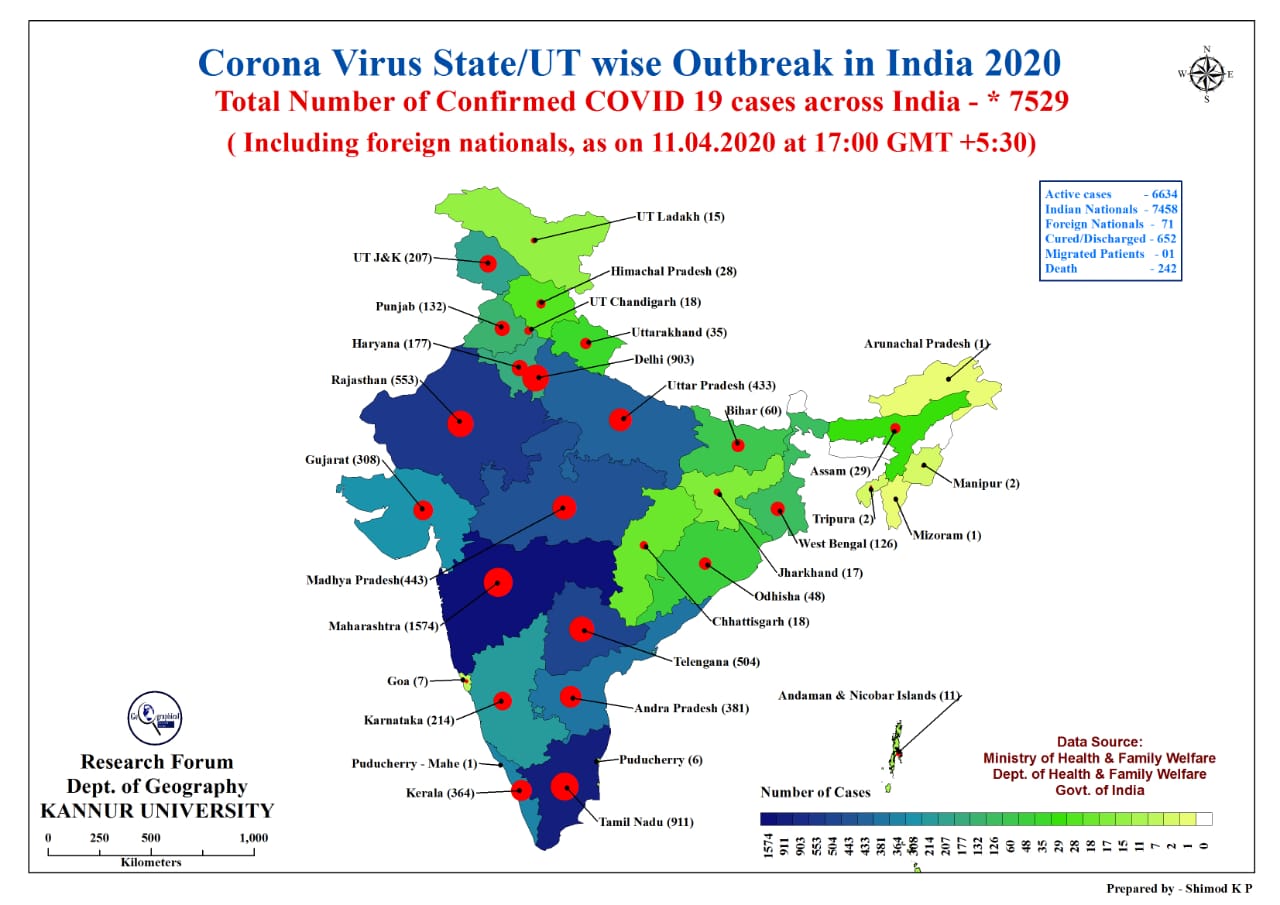 Corona Virus State/UT wise Outbreak in India 2020
Total Number of Confirmed COVID 19 cases across India - * 7529
( Including foreign nationals, as on 11.04.2020 at 17:00 GMT +5:30)
N
W
E
S
Active cases - 6634
Indian Nationals - 7458
Foreign Nationals - 71
Cured/Discharged - 652
Migrated Patients - 01
Death - 242
UT Ladakh (15)
UT J&K (207)
Himachal Pradesh (28)
UT Chandigarh (18)
Punjab (132)
Uttarakhand (35)
Haryana (177)
Arunachal Pradesh (1)
Delhi (903)
Rajasthan (553)
Uttar Pradesh (433)
Bihar (60)
Gujarat (308)
Assam (29)
Manipur (2)
Tripura (2)
Mizoram (1)
West Bengal (126)
Jharkhand (17)
Madhya Pradesh(443)
Odhisha (48)
Chhattisgarh (18)
Maharashtra (1574)
Telengana (504)
Goa (7)
Andaman & Nicobar Islands (11)
Andra Pradesh (381)
Karnataka (214)
Puducherry (6)
Puducherry - Mahe (1)
Kerala (364)
Tamil Nadu (911)
Research Forum
Dept. of Geography
KANNUR UNIVERSITY
0 250 500 1,000
Kilometers
Data Source:
Ministry of Health & Family Welfare
Dept. of Health & Family Welfare
Govt. of India
Number of Cases
1574 911 903 553 504 443 433 381 364 308 214 207 177 132 126 60 48 35 29 28 18 17 15 11 7 2 1 0
Prepared by - Shimod K P